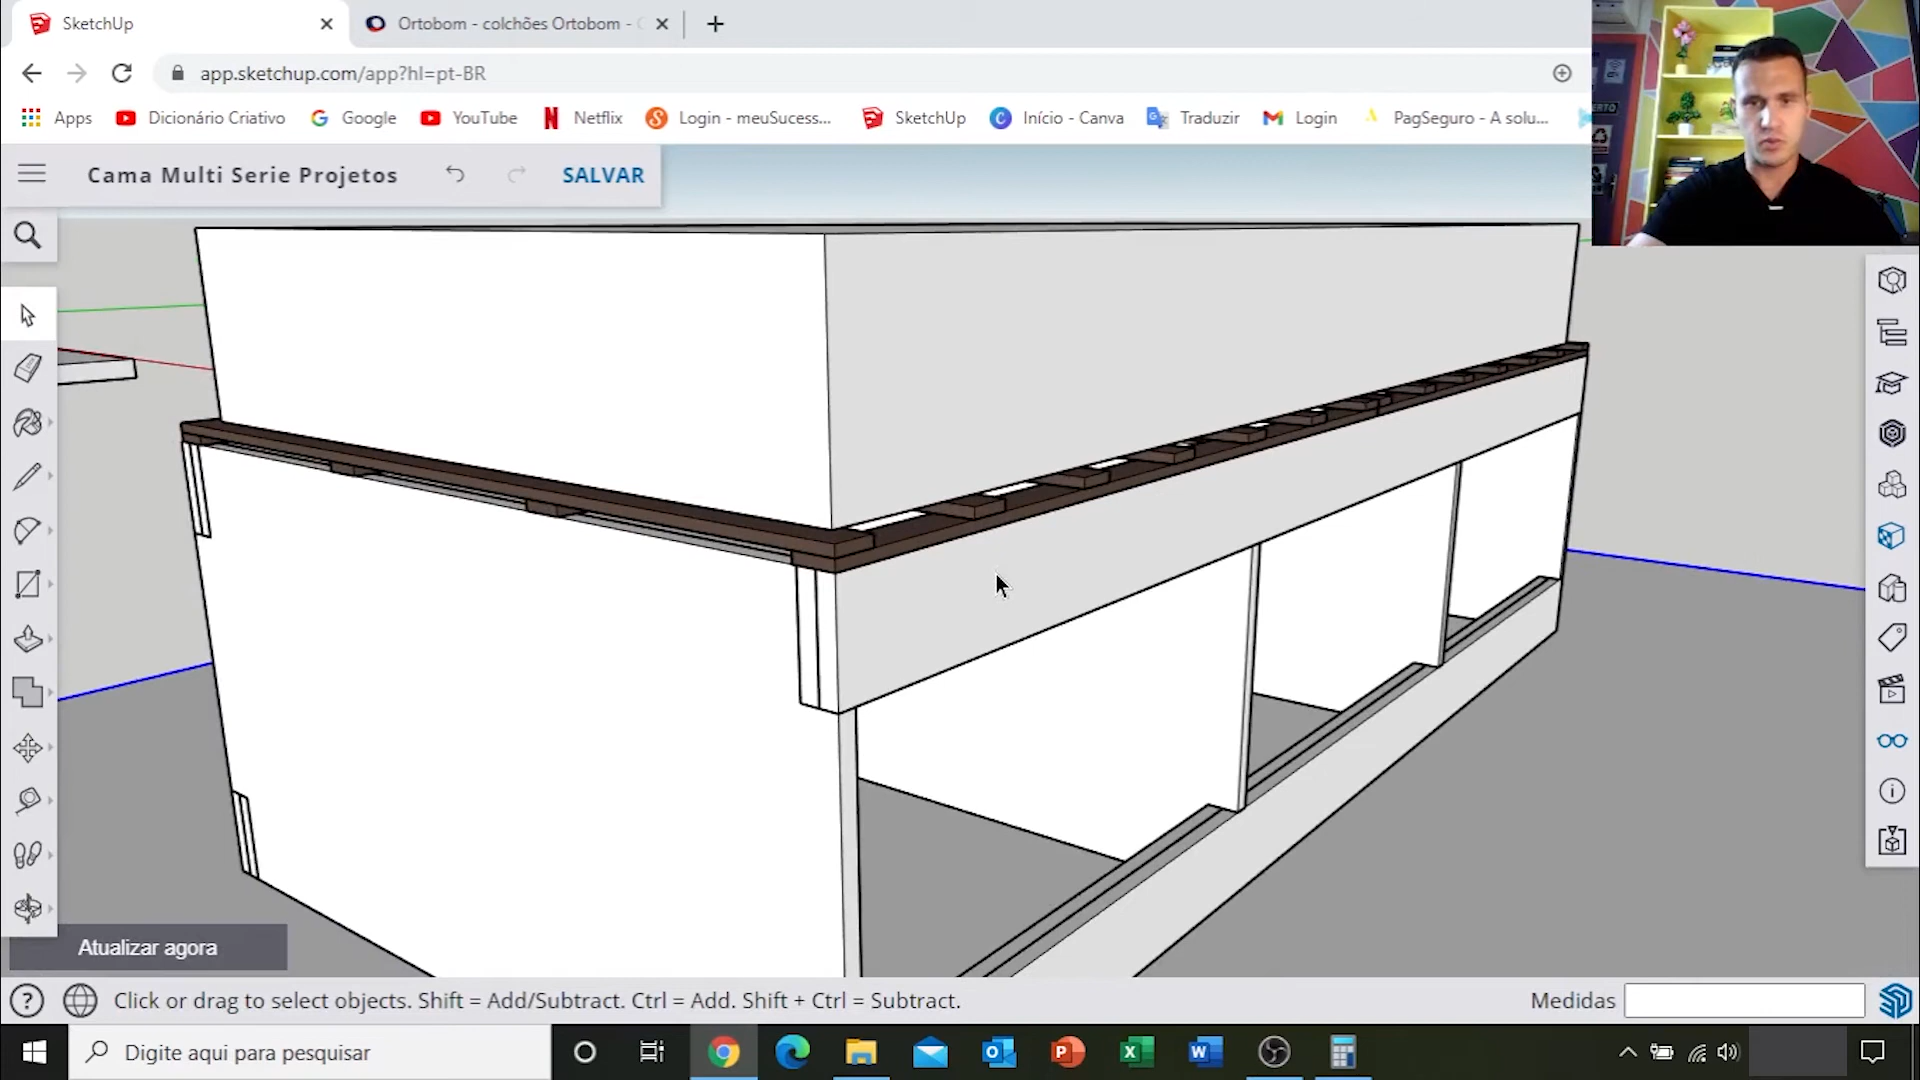 SketchUp
Ortobom - colchões Ortobom -
app.sketchup.com/app?hl=pt-BR
Apps
Dicionário Criativo
Google
YouTube
Netflix
Login - meuSucess...
SketchUp
Início - Canva
Traduzir
Login
PagSeguro - A solu...
Cama Multi Serie Projetos
SALVAR
Atualizar agora
Click or drag to select objects. Shift = Add/Subtract. Ctrl = Add. Shift + Ctrl = Subtract.
Medidas
Digite aqui para pesquisar